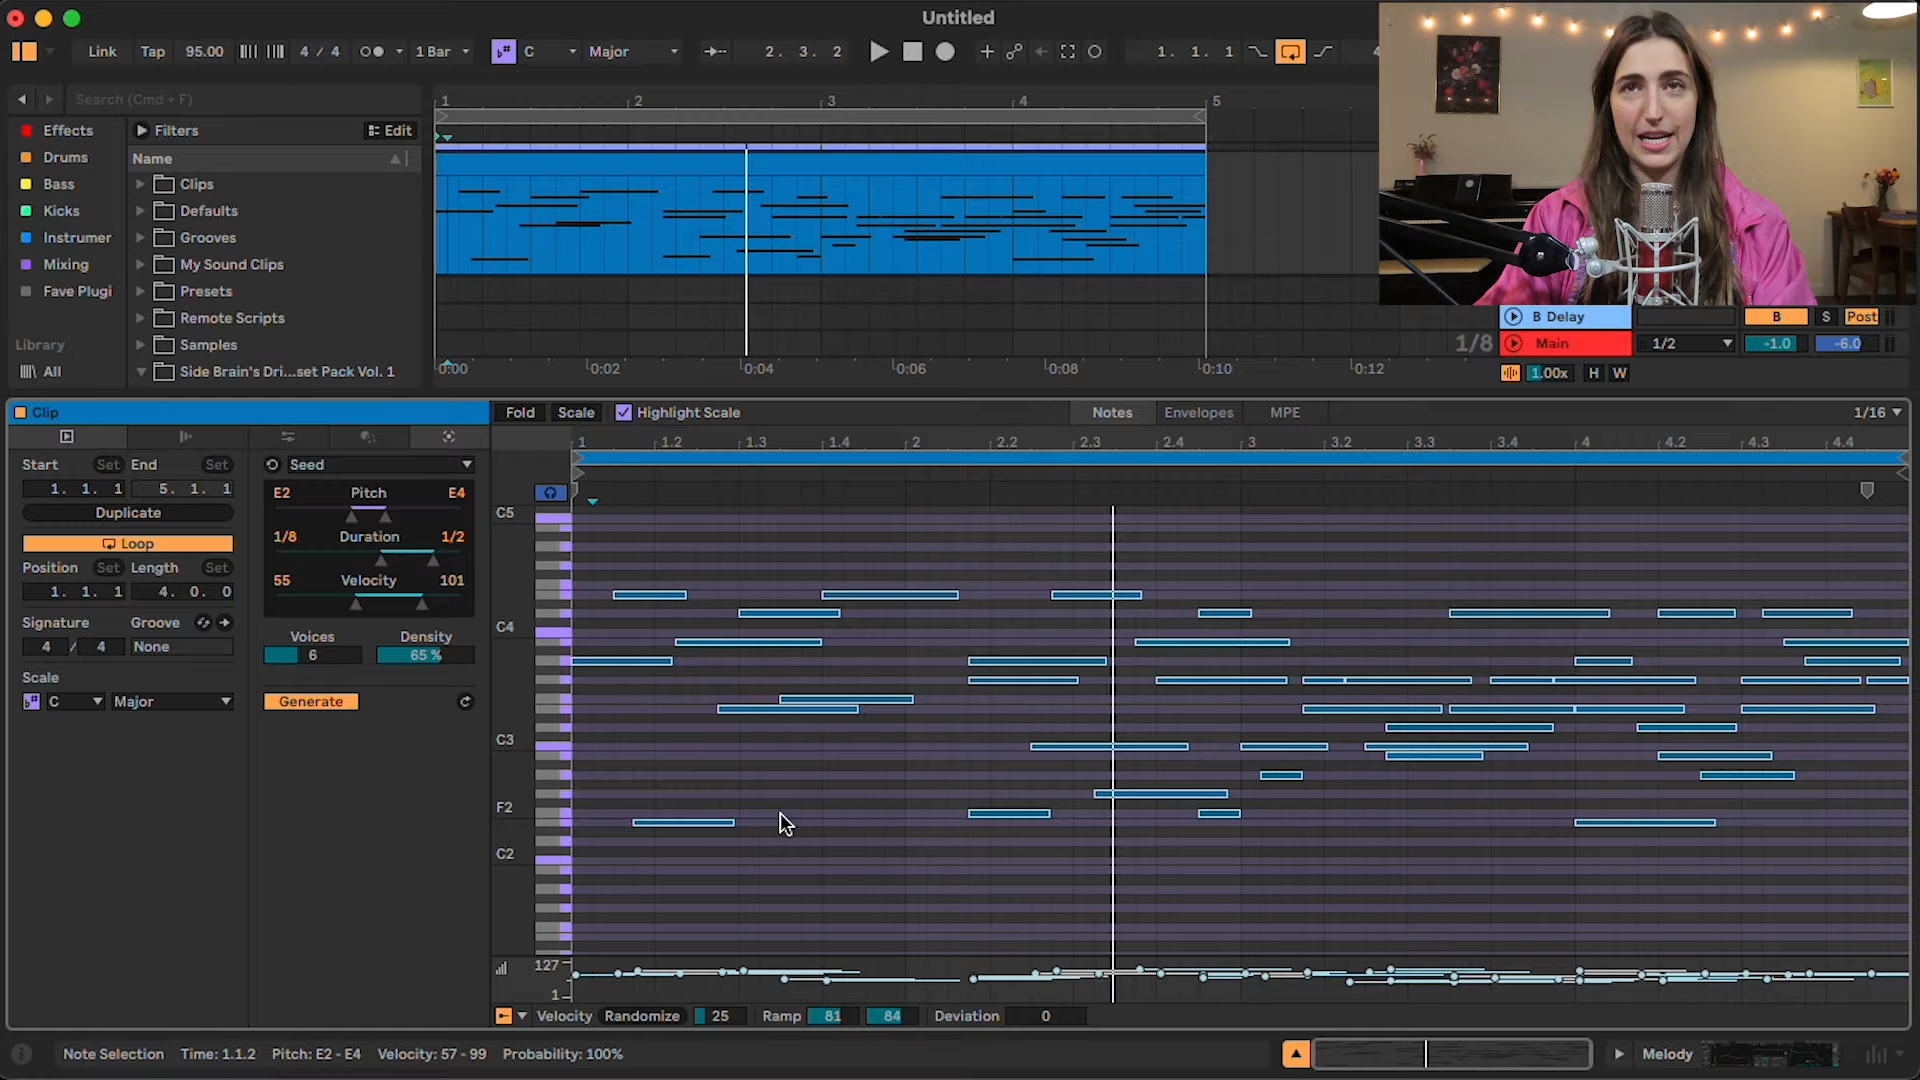 Untitled
Link Tap 95.00 4 / 4 1 Bar C Major 2. 3. 2 1. 1. 1 4
Search (Cmd + F)
Effects
Drums
Bass
Kicks
Instrumer
Mixing
Fave Plugi
Library
All
Filters Edit
Name
Clips
Defaults
Grooves
My Sound Clips
Presets
Remote Scripts
Samples
Side Brain's Dri...set Pack Vol. 1
1 2 3 4 5
0:00 0:02 0:04 0:06 0:08 0:10 0:12
1/8
B Delay B S Post
Main 1/2 -1.0 -6.0
1.00x H W
Clip
Start Set End Set
1. 1. 1 5. 1. 1
Duplicate
Loop
Position Set Length Set
1. 1. 1 4. 0. 0
Signature Groove
4 / 4 None
Scale
C Major
Seed
E2 Pitch E4
1/8 Duration 1/2
55 Velocity 101
Voices Density
6 65 %
Generate
Fold Scale Highlight Scale Notes Envelopes MPE 1/16
1 1.2 1.3 1.4 2 2.2 2.3 2.4 3 3.2 3.3 3.4 4 4.2 4.3 4.4
C5
C4
C3
F2
C2
127
1
Velocity Randomize 25 Ramp 81 84 Deviation 0
Note Selection Time: 1.1.2 Pitch: E2 - E4 Velocity: 57 - 99 Probability: 100% Melody